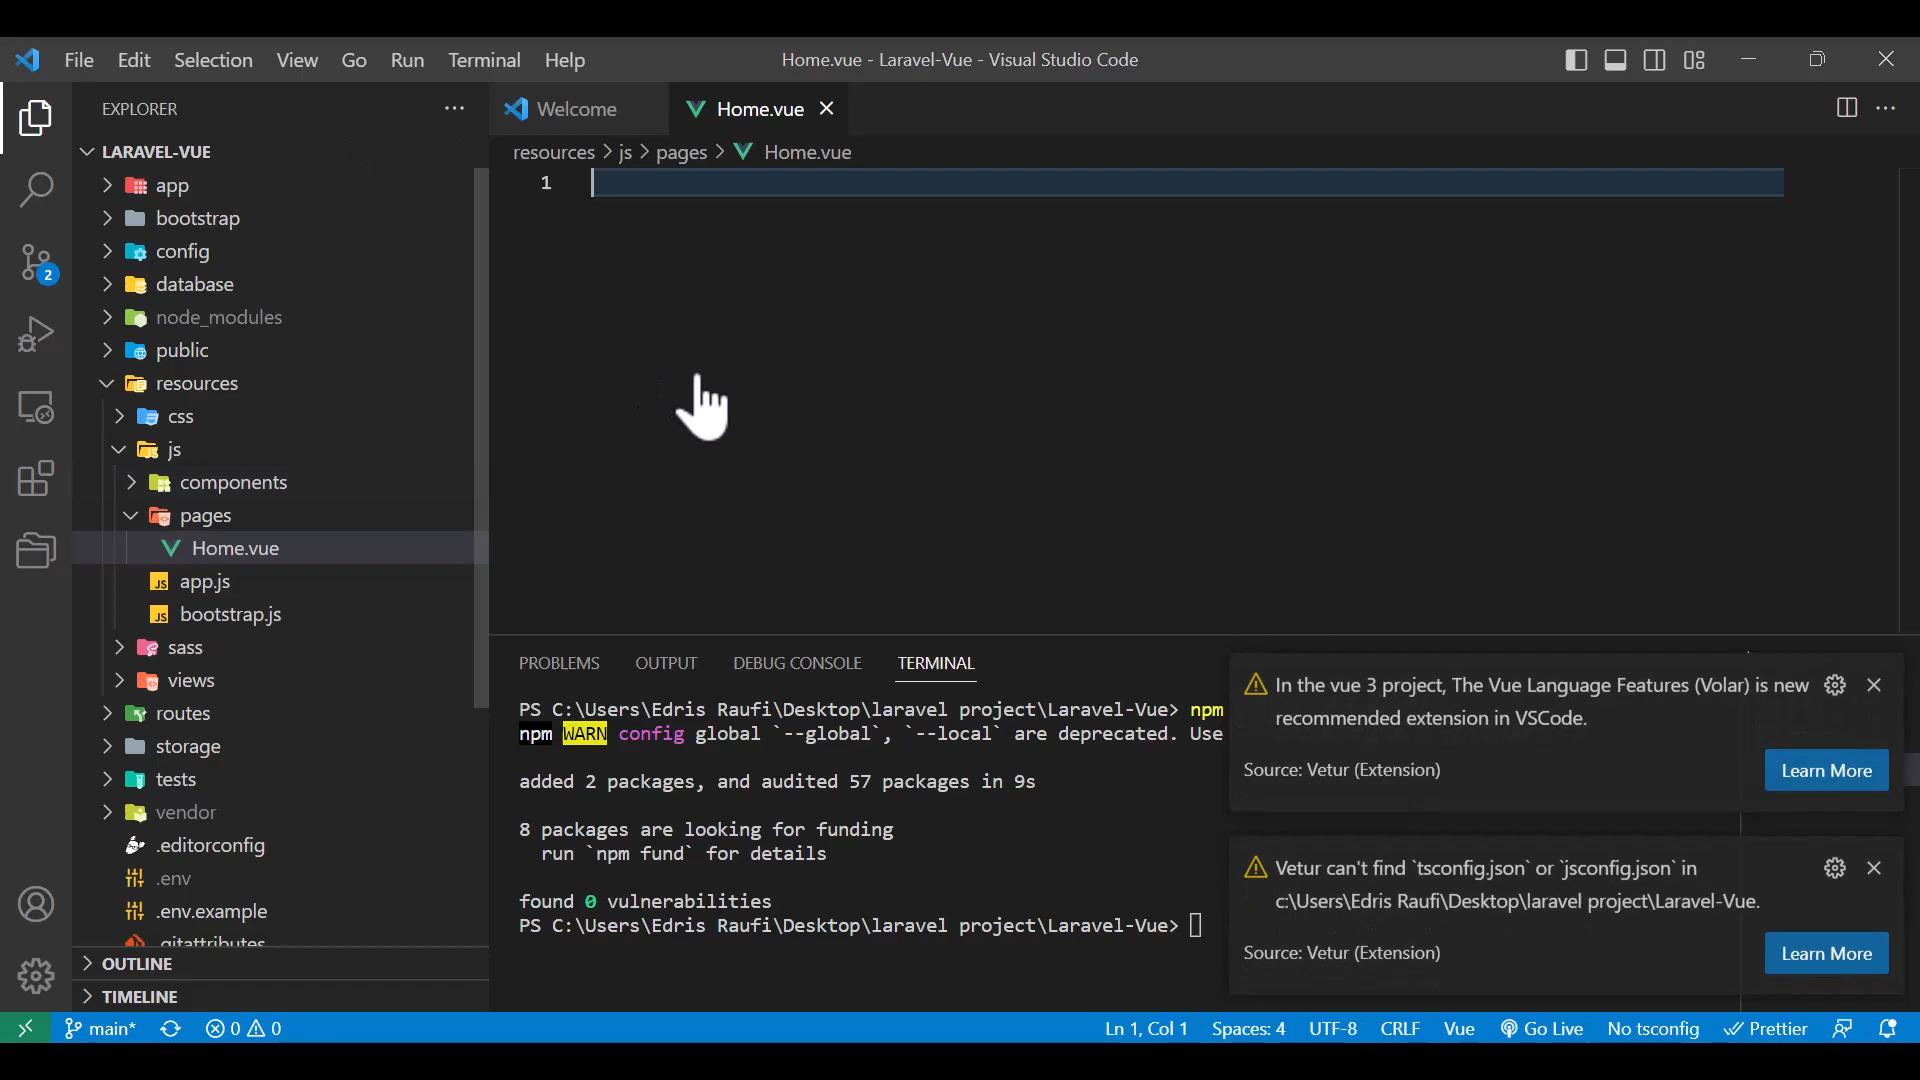 File Edit Selection View Go Run Terminal Help
Home.vue - Laravel-Vue - Visual Studio Code
EXPLORER
LARAVEL-VUE
app
bootstrap
config
database
node_modules
public
resources
css
js
components
pages
Home.vue
app.js
bootstrap.js
sass
views
routes
storage
tests
vendor
.editorconfig
.env
.env.example
.gitattributes
OUTLINE
TIMELINE
2
Welcome
Home.vue
resources > js > pages > Home.vue
1
PROBLEMS OUTPUT DEBUG CONSOLE TERMINAL
PS C:\Users\Edris Raufi\Desktop\laravel project\Laravel-Vue> npm
npm WARN config global `--global`, `--local` are deprecated. Use
added 2 packages, and audited 57 packages in 9s
8 packages are looking for funding
run `npm fund` for details
found 0 vulnerabilities
PS C:\Users\Edris Raufi\Desktop\laravel project\Laravel-Vue>
In the vue 3 project, The Vue Language Features (Volar) is new
recommended extension in VSCode.
Source: Vetur (Extension)
Learn More
Vetur can't find `tsconfig.json` or `jsconfig.json` in
c:\Users\Edris Raufi\Desktop\laravel project\Laravel-Vue.
Source: Vetur (Extension)
Learn More
main* 0 0 Ln 1, Col 1 Spaces: 4 UTF-8 CRLF Vue Go Live No tsconfig Prettier